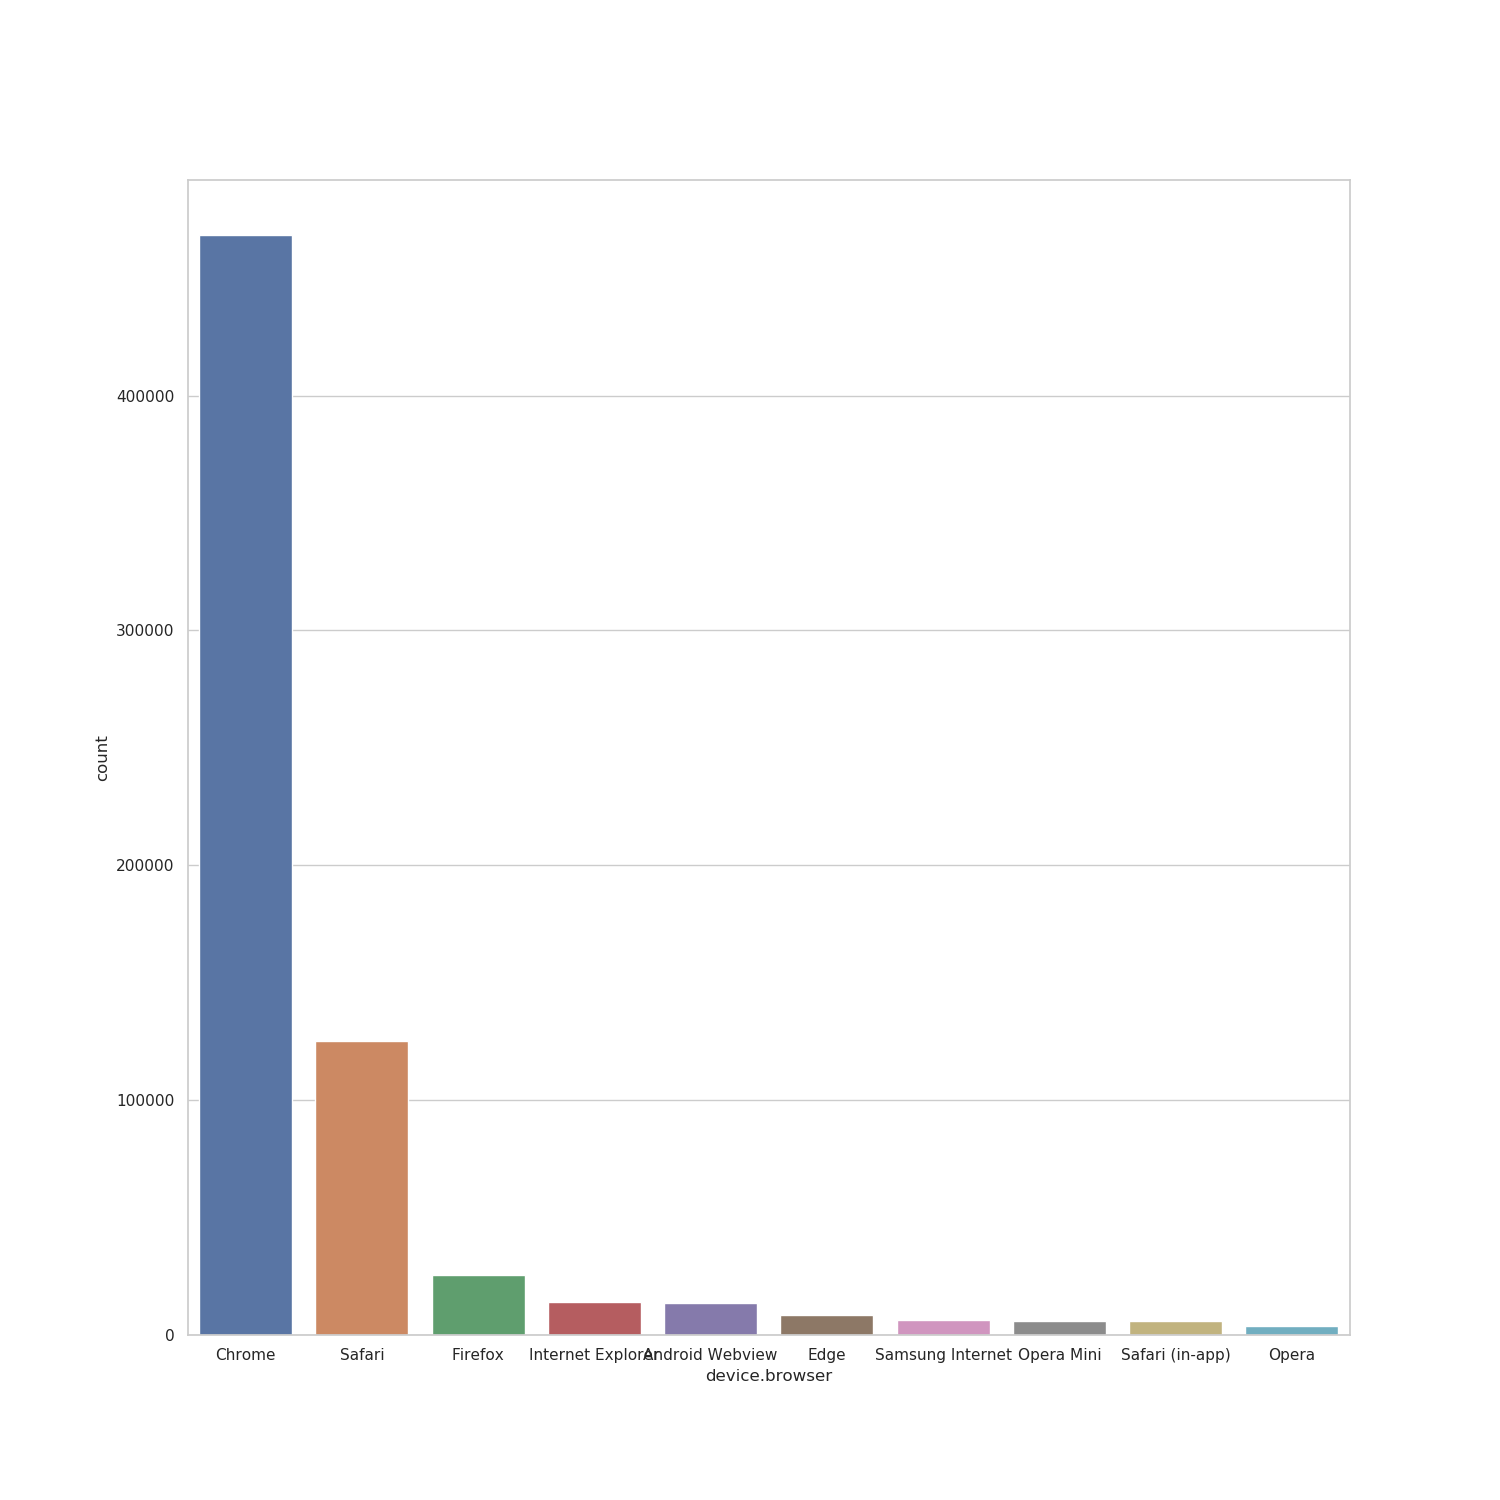 400000
300000
200000
100000
0
count
Chrome Safari Firefox Internet Explorer Android Webview Edge Samsung Internet Opera Mini Safari (in-app) Opera
device.browser